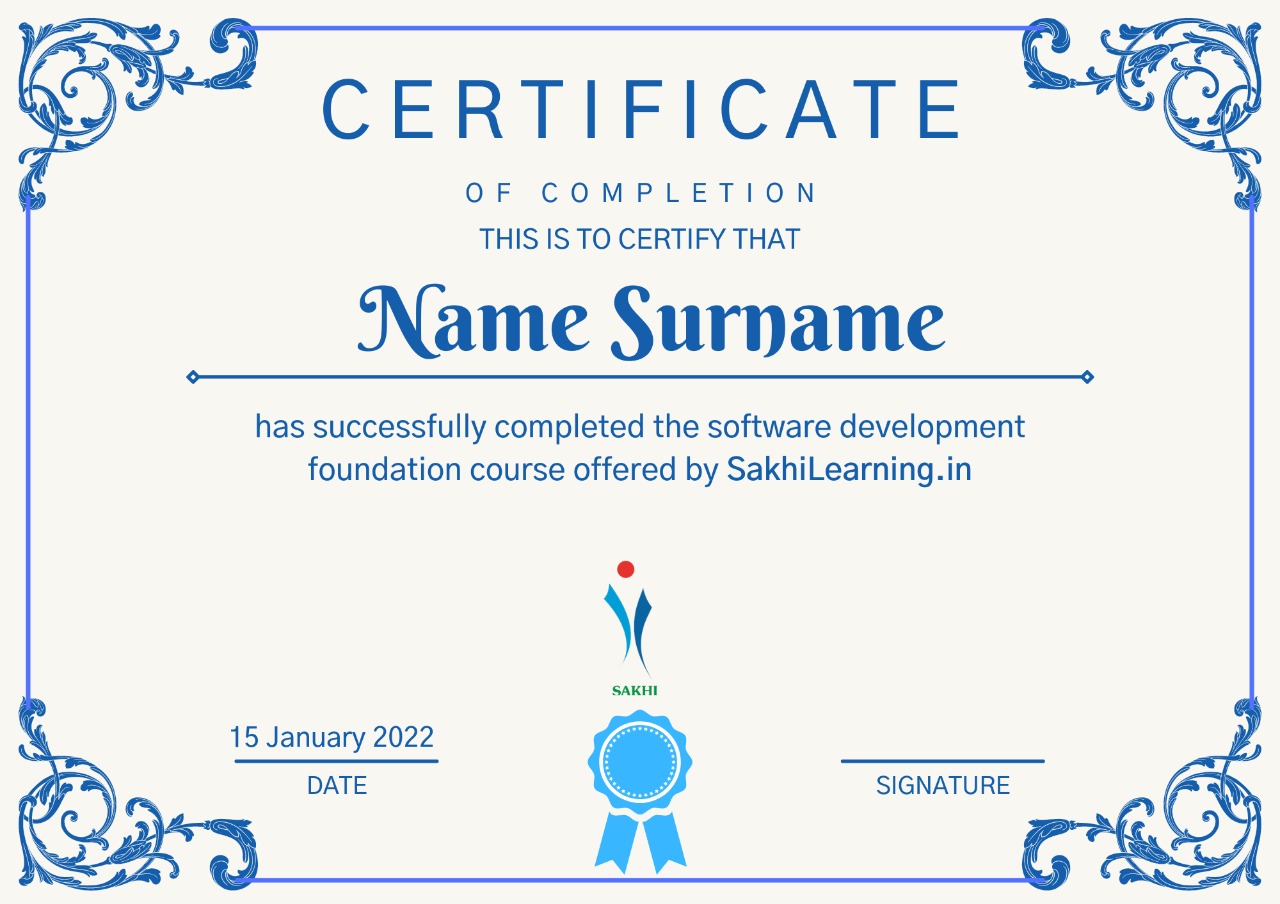 CERTIFICATE
OF COMPLETION
THIS IS TO CERTIFY THAT
Name Surname
has successfully completed the software development
foundation course offered by SakhiLearning.in
SAKHI
15 January 2022
DATE
SIGNATURE